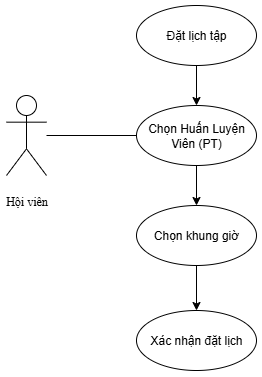 Đặt lịch tập
Chọn Huấn Luyện
Viên (PT)
Hội viên
Chọn khung giờ
Xác nhận đặt lịch